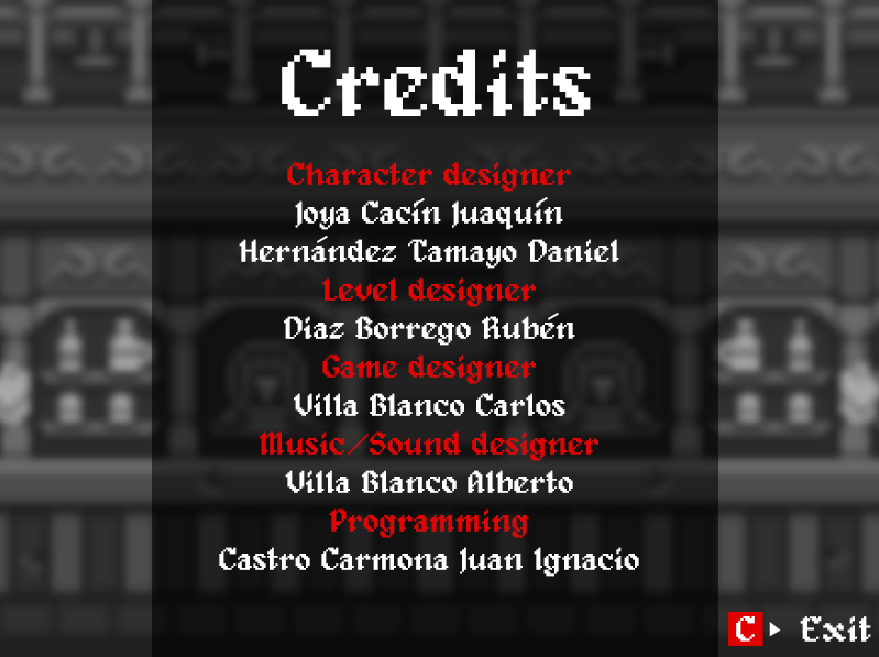 Credits
Character designer
Joya Cacín Juaquín
Hernández Tamayo Daniel
Level designer
Díaz Borrego Rubén
Game designer
Villa Blanco Carlos
Music/Sound designer
Villa Blanco Alberto
Programming
Castro Carmona Juan Ignacio
C Exit